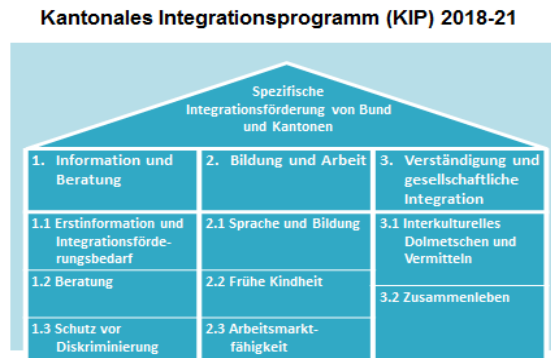 Kantonales Integrationsprogramm (KIP) 2018-21
Spezifische
Integrationsförderung von Bund
und Kantonen
1. Information und
Beratung
2. Bildung und Arbeit
3. Verständigung und
gesellschaftliche
Integration
1.1 Erstinformation und
Integrationsförde-
rungsbedarf
1.2 Beratung
1.3 Schutz vor
Diskriminierung
2.1 Sprache und Bildung
2.2 Frühe Kindheit
2.3 Arbeitsmarkt-
fähigkeit
3.1 Interkulturelles
Dolmetschen und
Vermitteln
3.2 Zusammenleben